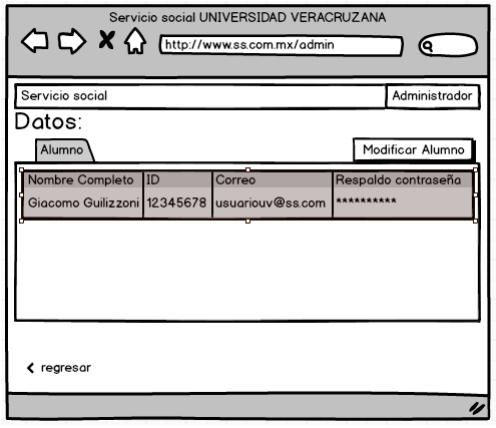 Servicio social UNIVERSIDAD VERACRUZANA
http://www.ss.com.mx/admin
Servicio social Administrador
Datos:
Alumno Modificar Alumno
Nombre Completo ID Correo Respaldo contraseña
Giacomo Guilizzoni 12345678 usuariouv@ss.com **********
regresar